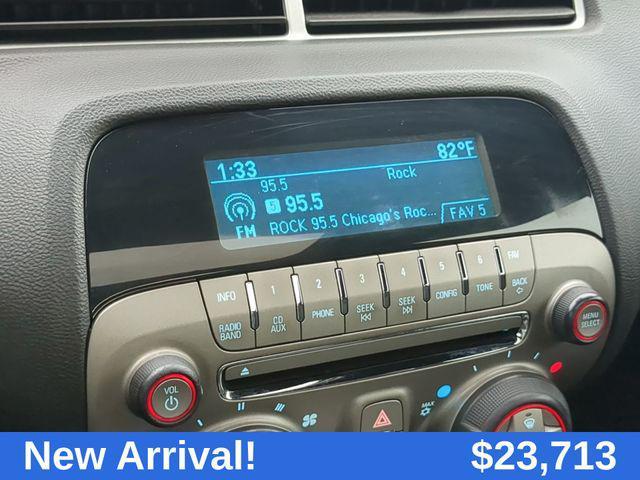 1:33 82°F
95.5 Rock
5 95.5
FM ROCK 95.5 Chicago's Roc... FAV 5
INFO 1 2 3 4 5 6 FAV
RADIO BAND CD AUX PHONE SEEK SEEK CONFIG TONE BACK
MENU SELECT
VOL
MAX
New Arrival! $23,713